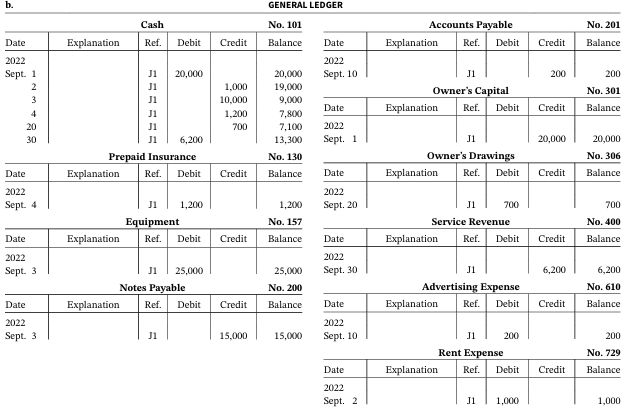 b. GENERAL LEDGER
Cash No. 101
Date Explanation Ref. Debit Credit Balance
2022
Sept. 1 J1 20,000 20,000
2 J1 1,000 19,000
3 J1 10,000 9,000
4 J1 1,200 7,800
20 J1 700 7,100
30 J1 6,200 13,300
Prepaid Insurance No. 130
Date Explanation Ref. Debit Credit Balance
2022
Sept. 4 J1 1,200 1,200
Equipment No. 157
Date Explanation Ref. Debit Credit Balance
2022
Sept. 3 J1 25,000 25,000
Notes Payable No. 200
Date Explanation Ref. Debit Credit Balance
2022
Sept. 3 J1 15,000 15,000
Accounts Payable No. 201
Date Explanation Ref. Debit Credit Balance
2022
Sept. 10 J1 200 200
Owner's Capital No. 301
Date Explanation Ref. Debit Credit Balance
2022
Sept. 1 J1 20,000 20,000
Owner's Drawings No. 306
Date Explanation Ref. Debit Credit Balance
2022
Sept. 20 J1 700 700
Service Revenue No. 400
Date Explanation Ref. Debit Credit Balance
2022
Sept. 30 J1 6,200 6,200
Advertising Expense No. 610
Date Explanation Ref. Debit Credit Balance
2022
Sept. 10 J1 200 200
Rent Expense No. 729
Date Explanation Ref. Debit Credit Balance
2022
Sept. 2 J1 1,000 1,000